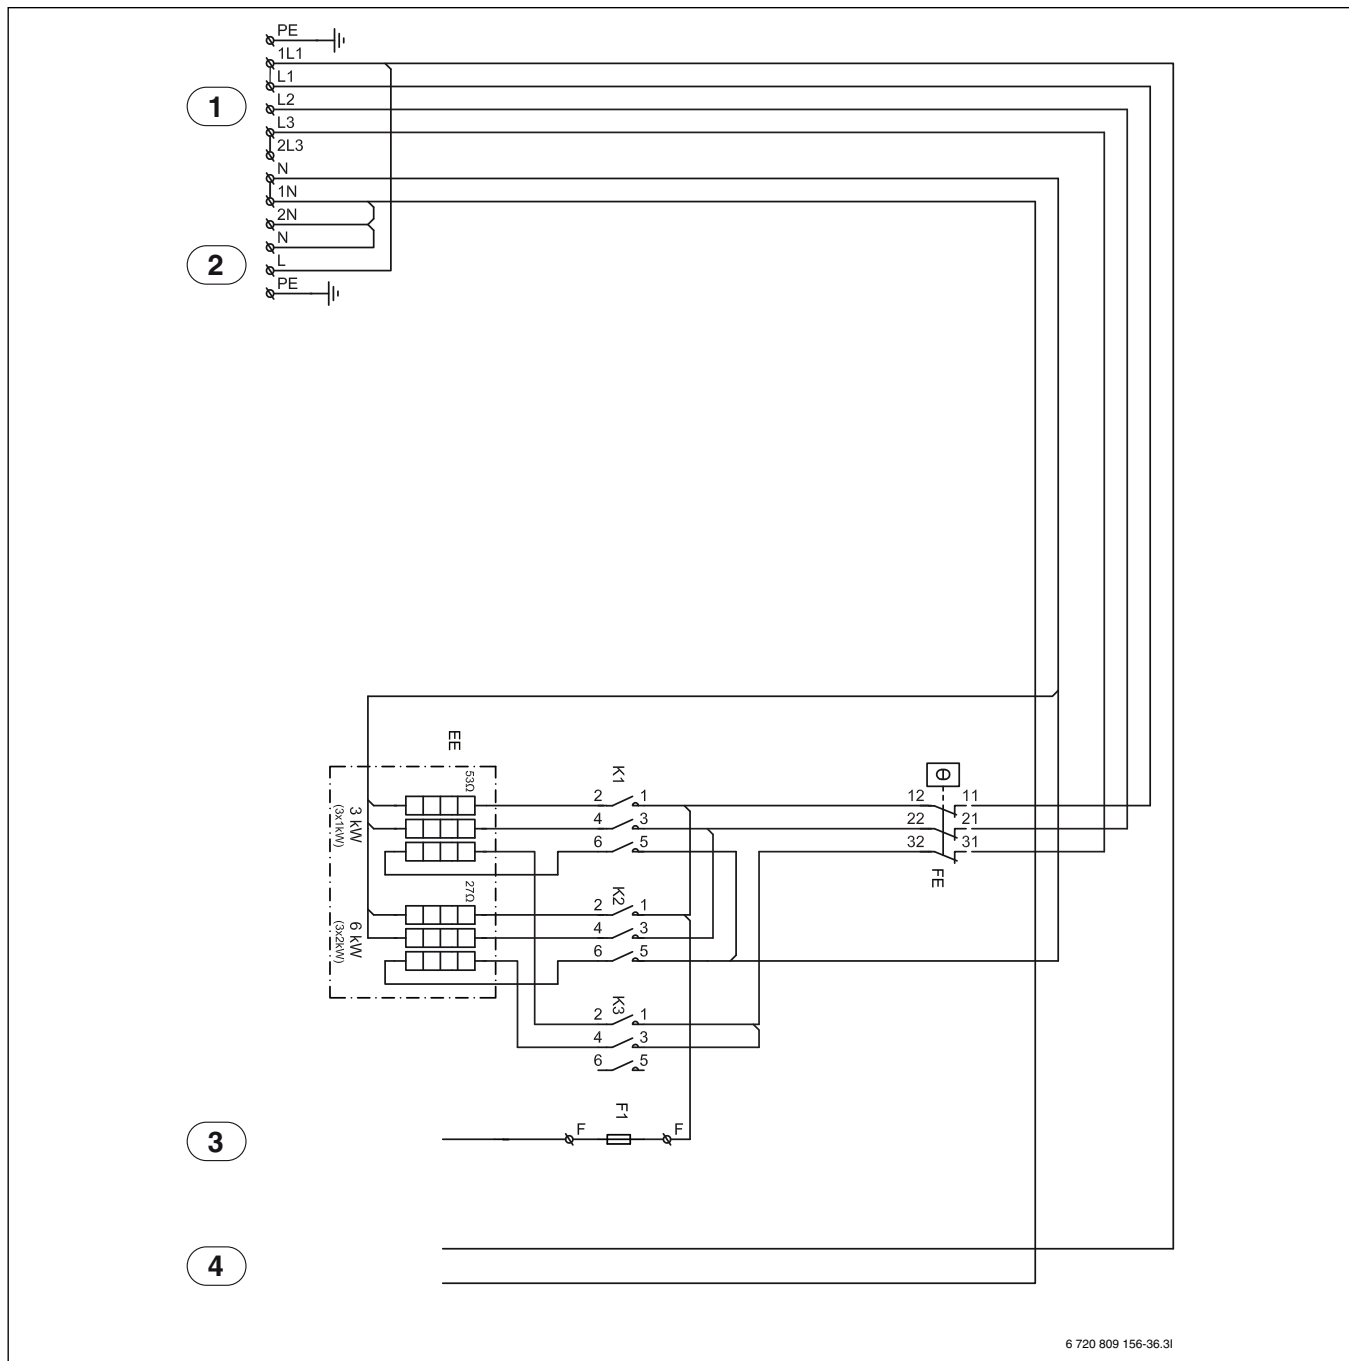 PE
1L1
L1
1
L2
L3
2L3
N
1N
2N
N
2
L
PE
EE
53Ω
3 kW
(3x1kW)
27Ω
6 kW
(3x2kW)
K1
2 1
4 3
6 5
K2
2 1
4 3
6 5
K3
2 1
4 3
6 5
Θ
12 11
22 21
32 31
FE
F1
3
F F
4
6 720 809 156-36.3I